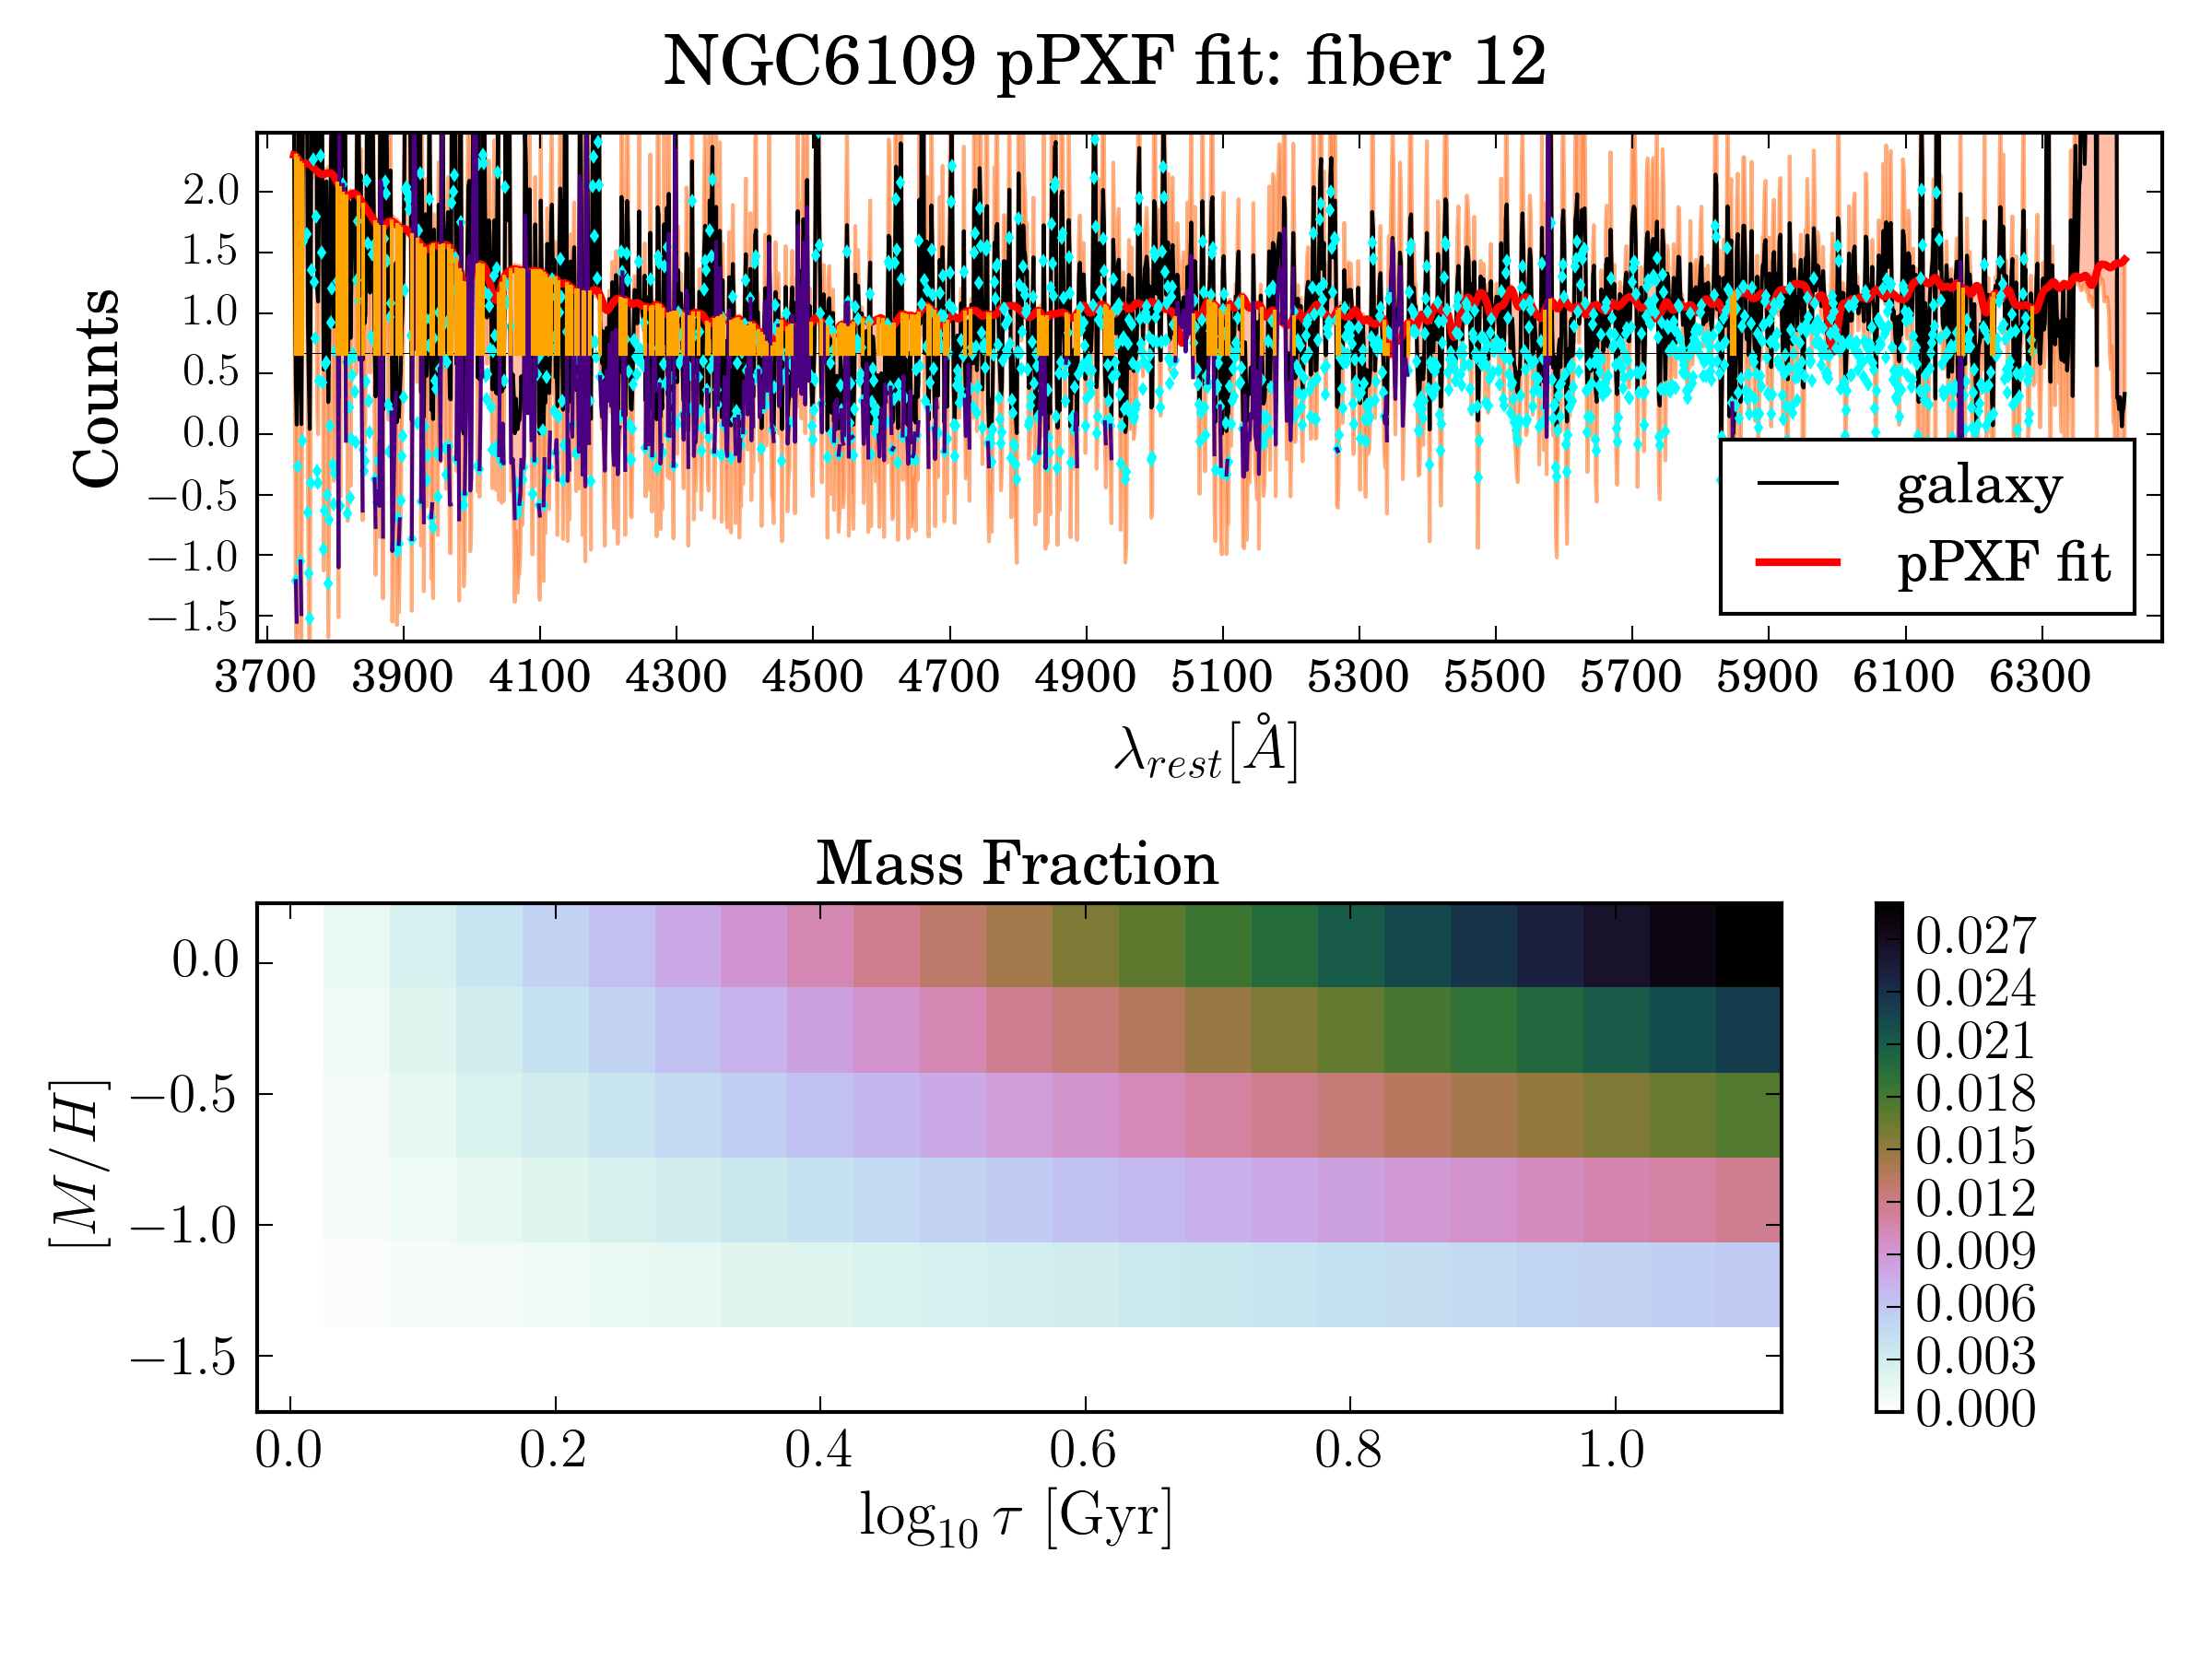 NGC6109 pPXF fit: fiber 12
Counts
2.0
1.5
1.0
0.5
0.0
−0.5
−1.0
−1.5
galaxy
pPXF fit
3700 3900 4100 4300 4500 4700 4900 5100 5300 5500 5700 5900 6100 6300
λrest[Å]
Mass Fraction
[M/H]
0.0
−0.5
−1.0
−1.5
0.0 0.2 0.4 0.6 0.8 1.0
log10 τ [Gyr]
0.027
0.024
0.021
0.018
0.015
0.012
0.009
0.006
0.003
0.000